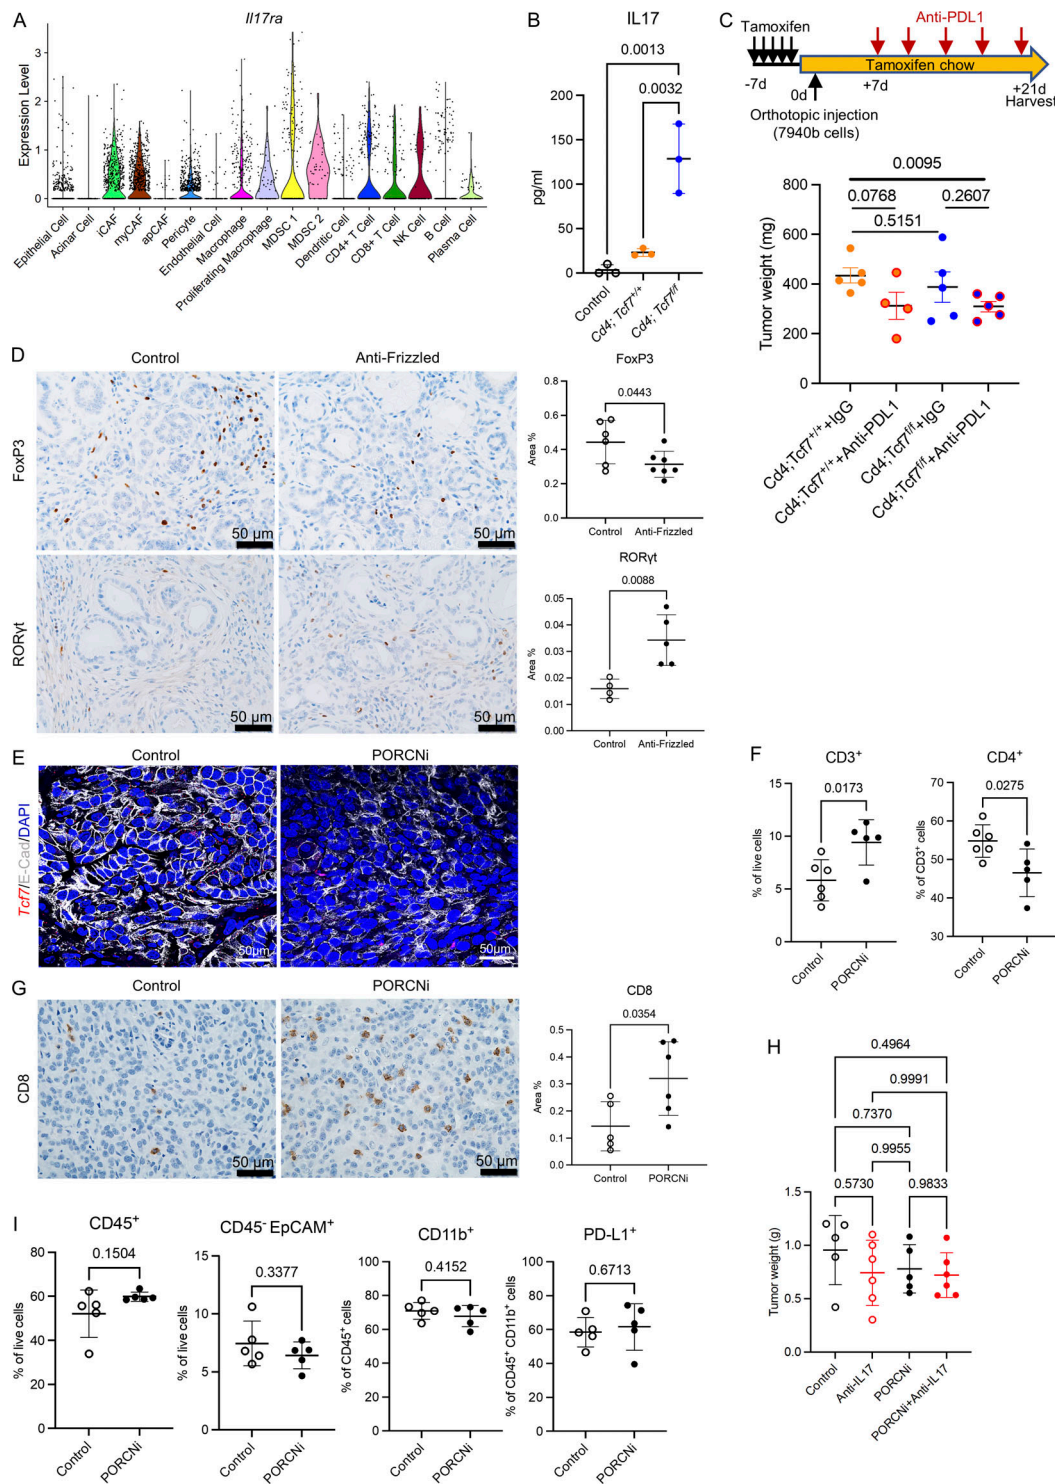 A
Il17ra
Expression Level
3
2
1
0
Epithelial Cell
Acinar Cell
iCAF
myCAF
apCAF
Pericyte
Endothelial Cell
Macrophage
Proliferating Macrophage
MDSC 1
MDSC 2
Dendritic Cell
CD4+ T Cell
CD8+ T Cell
NK Cell
B Cell
Plasma Cell
B
IL17
0.0013
0.0032
pg/ml
200
150
100
50
0
Control
Cd4; Tcf7+/+
Cd4; Tcf7f/f
C
Tamoxifen
Anti-PDL1
Tamoxifen chow
-7d
0d
+7d
+21d
Harvest
Orthotopic injection
(7940b cells)
0.0095
0.0768
0.2607
0.5151
Tumor weight (mg)
800
600
400
200
0
Cd4;Tcf7+/++IgG
Cd4;Tcf7+/++Anti-PDL1
Cd4;Tcf7f/f+IgG
Cd4;Tcf7f/f+Anti-PDL1
D
Control
Anti-Frizzled
FoxP3
50 µm
50 µm
FoxP3
0.0443
Area %
0.8
0.6
0.4
0.2
0.0
Control
Anti-Frizzled
RORγt
50 µm
50 µm
RORγt
0.0088
Area %
0.05
0.04
0.03
0.02
0.01
0.00
Control
Anti-Frizzled
E
Control
PORCNi
Tcf7/E-Cad/DAPI
50µm
50µm
F
CD3+
0.0173
% of live cells
15
10
5
0
Control
PORCNi
CD4+
0.0275
% of CD3+ cells
70
60
50
40
30
Control
PORCNi
G
Control
PORCNi
CD8
50 µm
50 µm
CD8
0.0354
Area %
0.5
0.4
0.3
0.2
0.1
0.0
Control
PORCNi
H
0.4964
0.9991
0.7370
0.9955
0.5730
0.9833
Tumor weight (g)
1.5
1.0
0.5
0.0
Control
Anti-IL17
PORCNi
PORCNi+Anti-IL17
I
CD45+
0.1504
% of live cells
80
60
40
20
0
Control
PORCNi
CD45- EpCAM+
0.3377
% of live cells
15
10
5
0
Control
PORCNi
CD11b+
0.4152
% of CD45+ cells
100
80
60
40
20
0
Control
PORCNi
PD-L1+
0.6713
% of CD45+ CD11b+ cells
100
80
60
40
20
0
Control
PORCNi